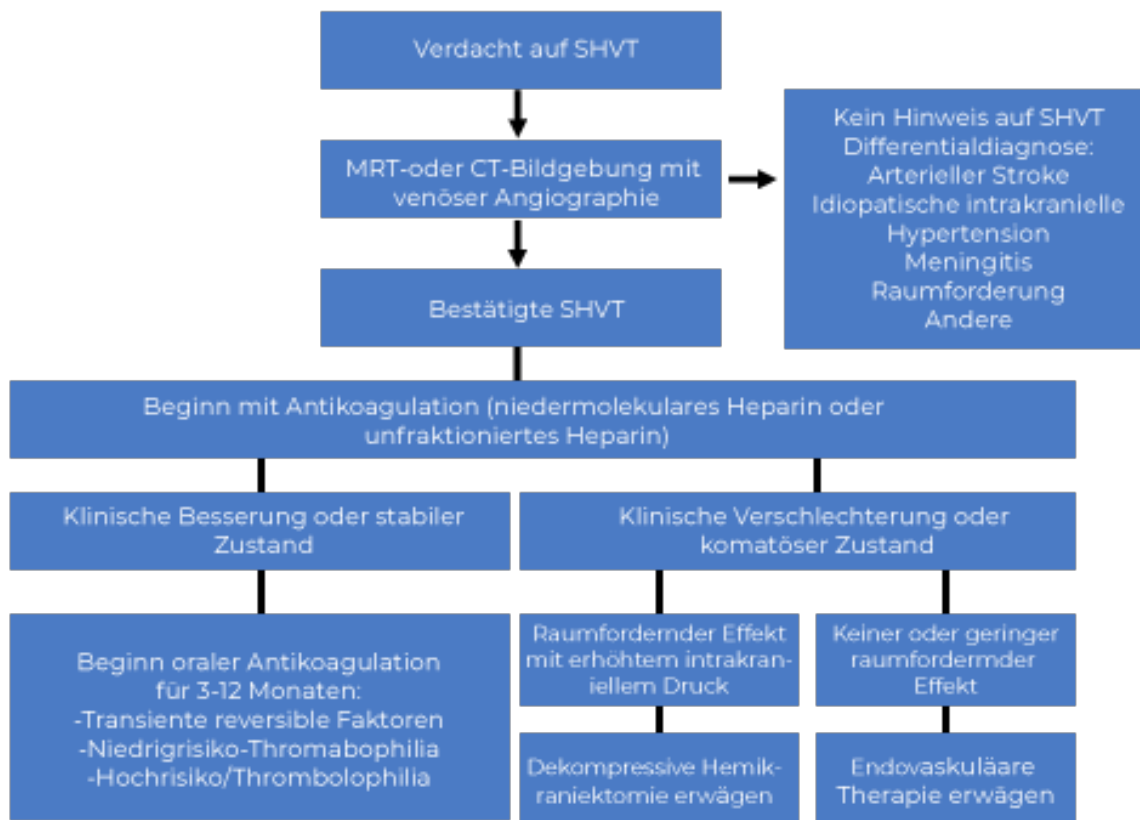 Verdacht auf SHVT
MRT-oder CT-Bildgebung mit
venöser Angiographie
Kein Hinweis auf SHVT
Differentialdiagnose:
Arterieller Stroke
Idiopatische intrakranielle
Hypertension
Meningitis
Raumforderung
Andere
Bestätigte SHVT
Beginn mit Antikoagulation (niedermolekulares Heparin oder
unfraktioniertes Heparin)
Klinische Besserung oder stabiler
Zustand
Klinische Verschlechterung oder
komatöser Zustand
Beginn oraler Antikoagulation
für 3-12 Monaten:
-Transiente reversible Faktoren
-Niedrigrisiko-Thromabophilia
-Hochrisiko/Thrombolophilia
Raumfordernder Effekt
mit erhöhtem intrakran-
iellem Druck
Keiner oder geringer
raumfordermder
Effekt
Dekompressive Hemik-
raniektomie erwägen
Endovaskuläare
Therapie erwägen